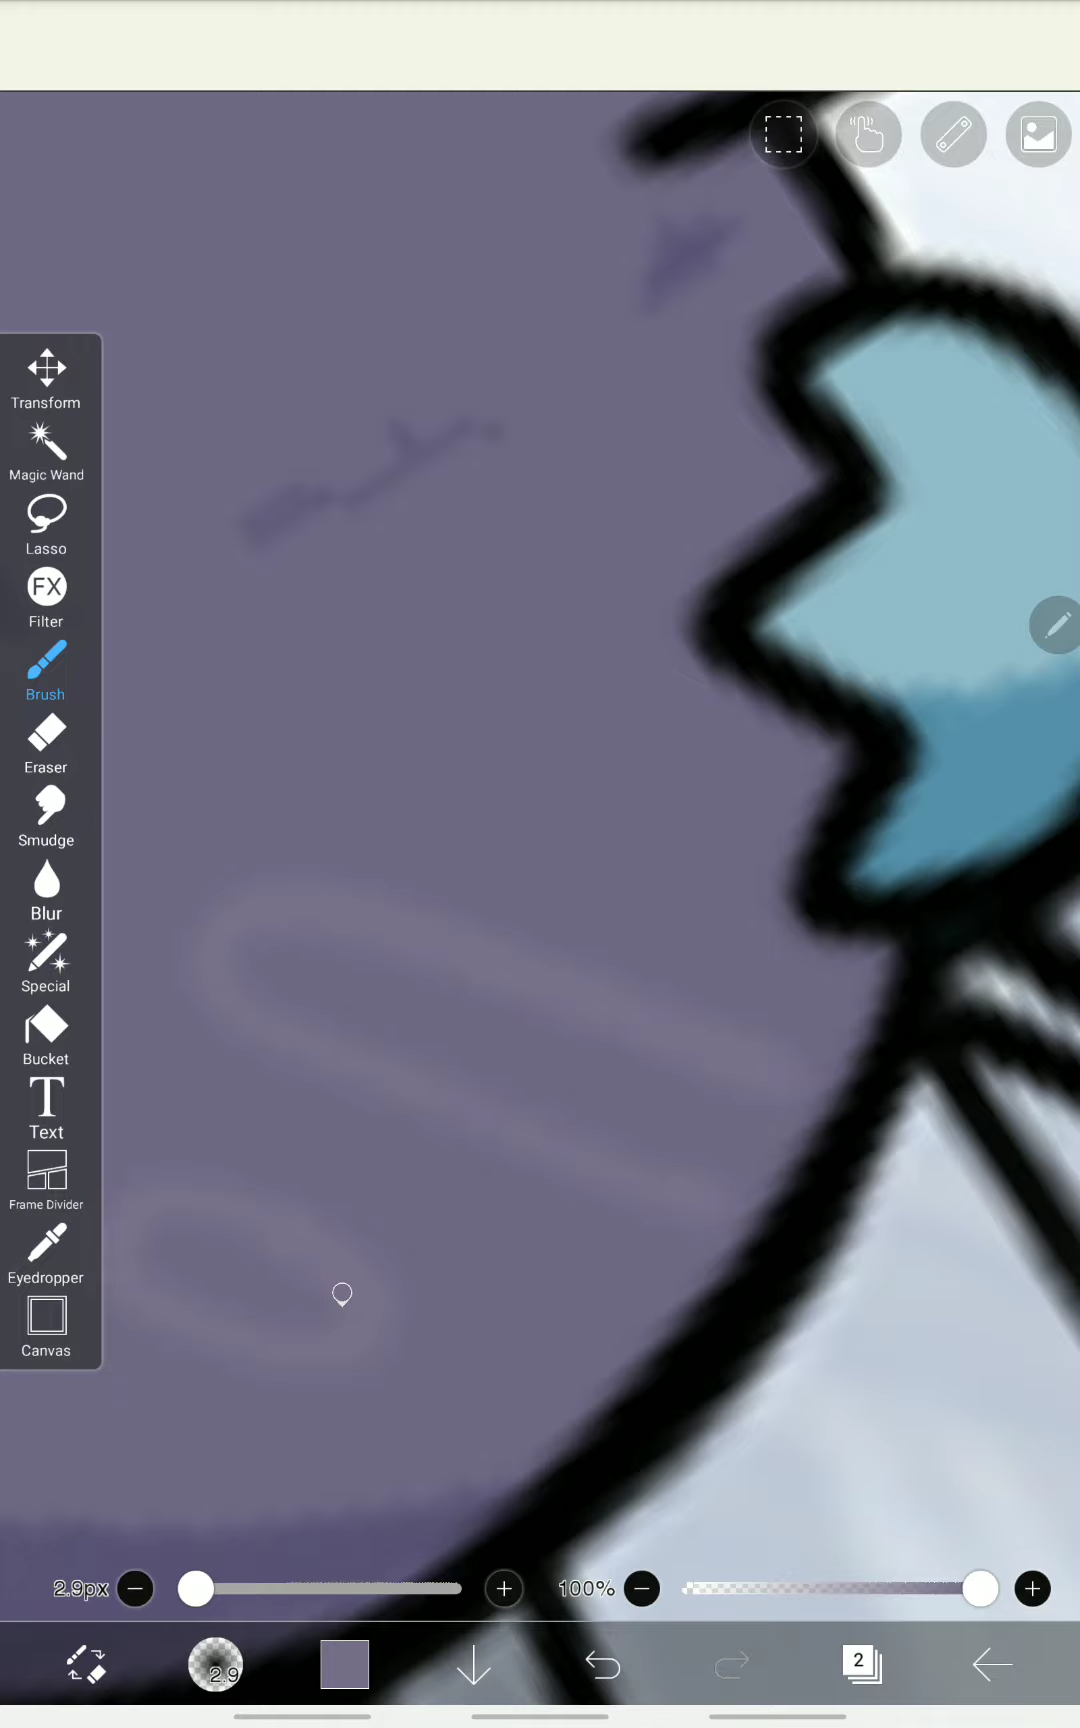 Transform
Magic Wand
Lasso
FX
Filter
Brush
Eraser
Smudge
Blur
Special
Bucket
T
Text
Frame Divider
Eyedropper
Canvas
2.9px
100%
2.9
2